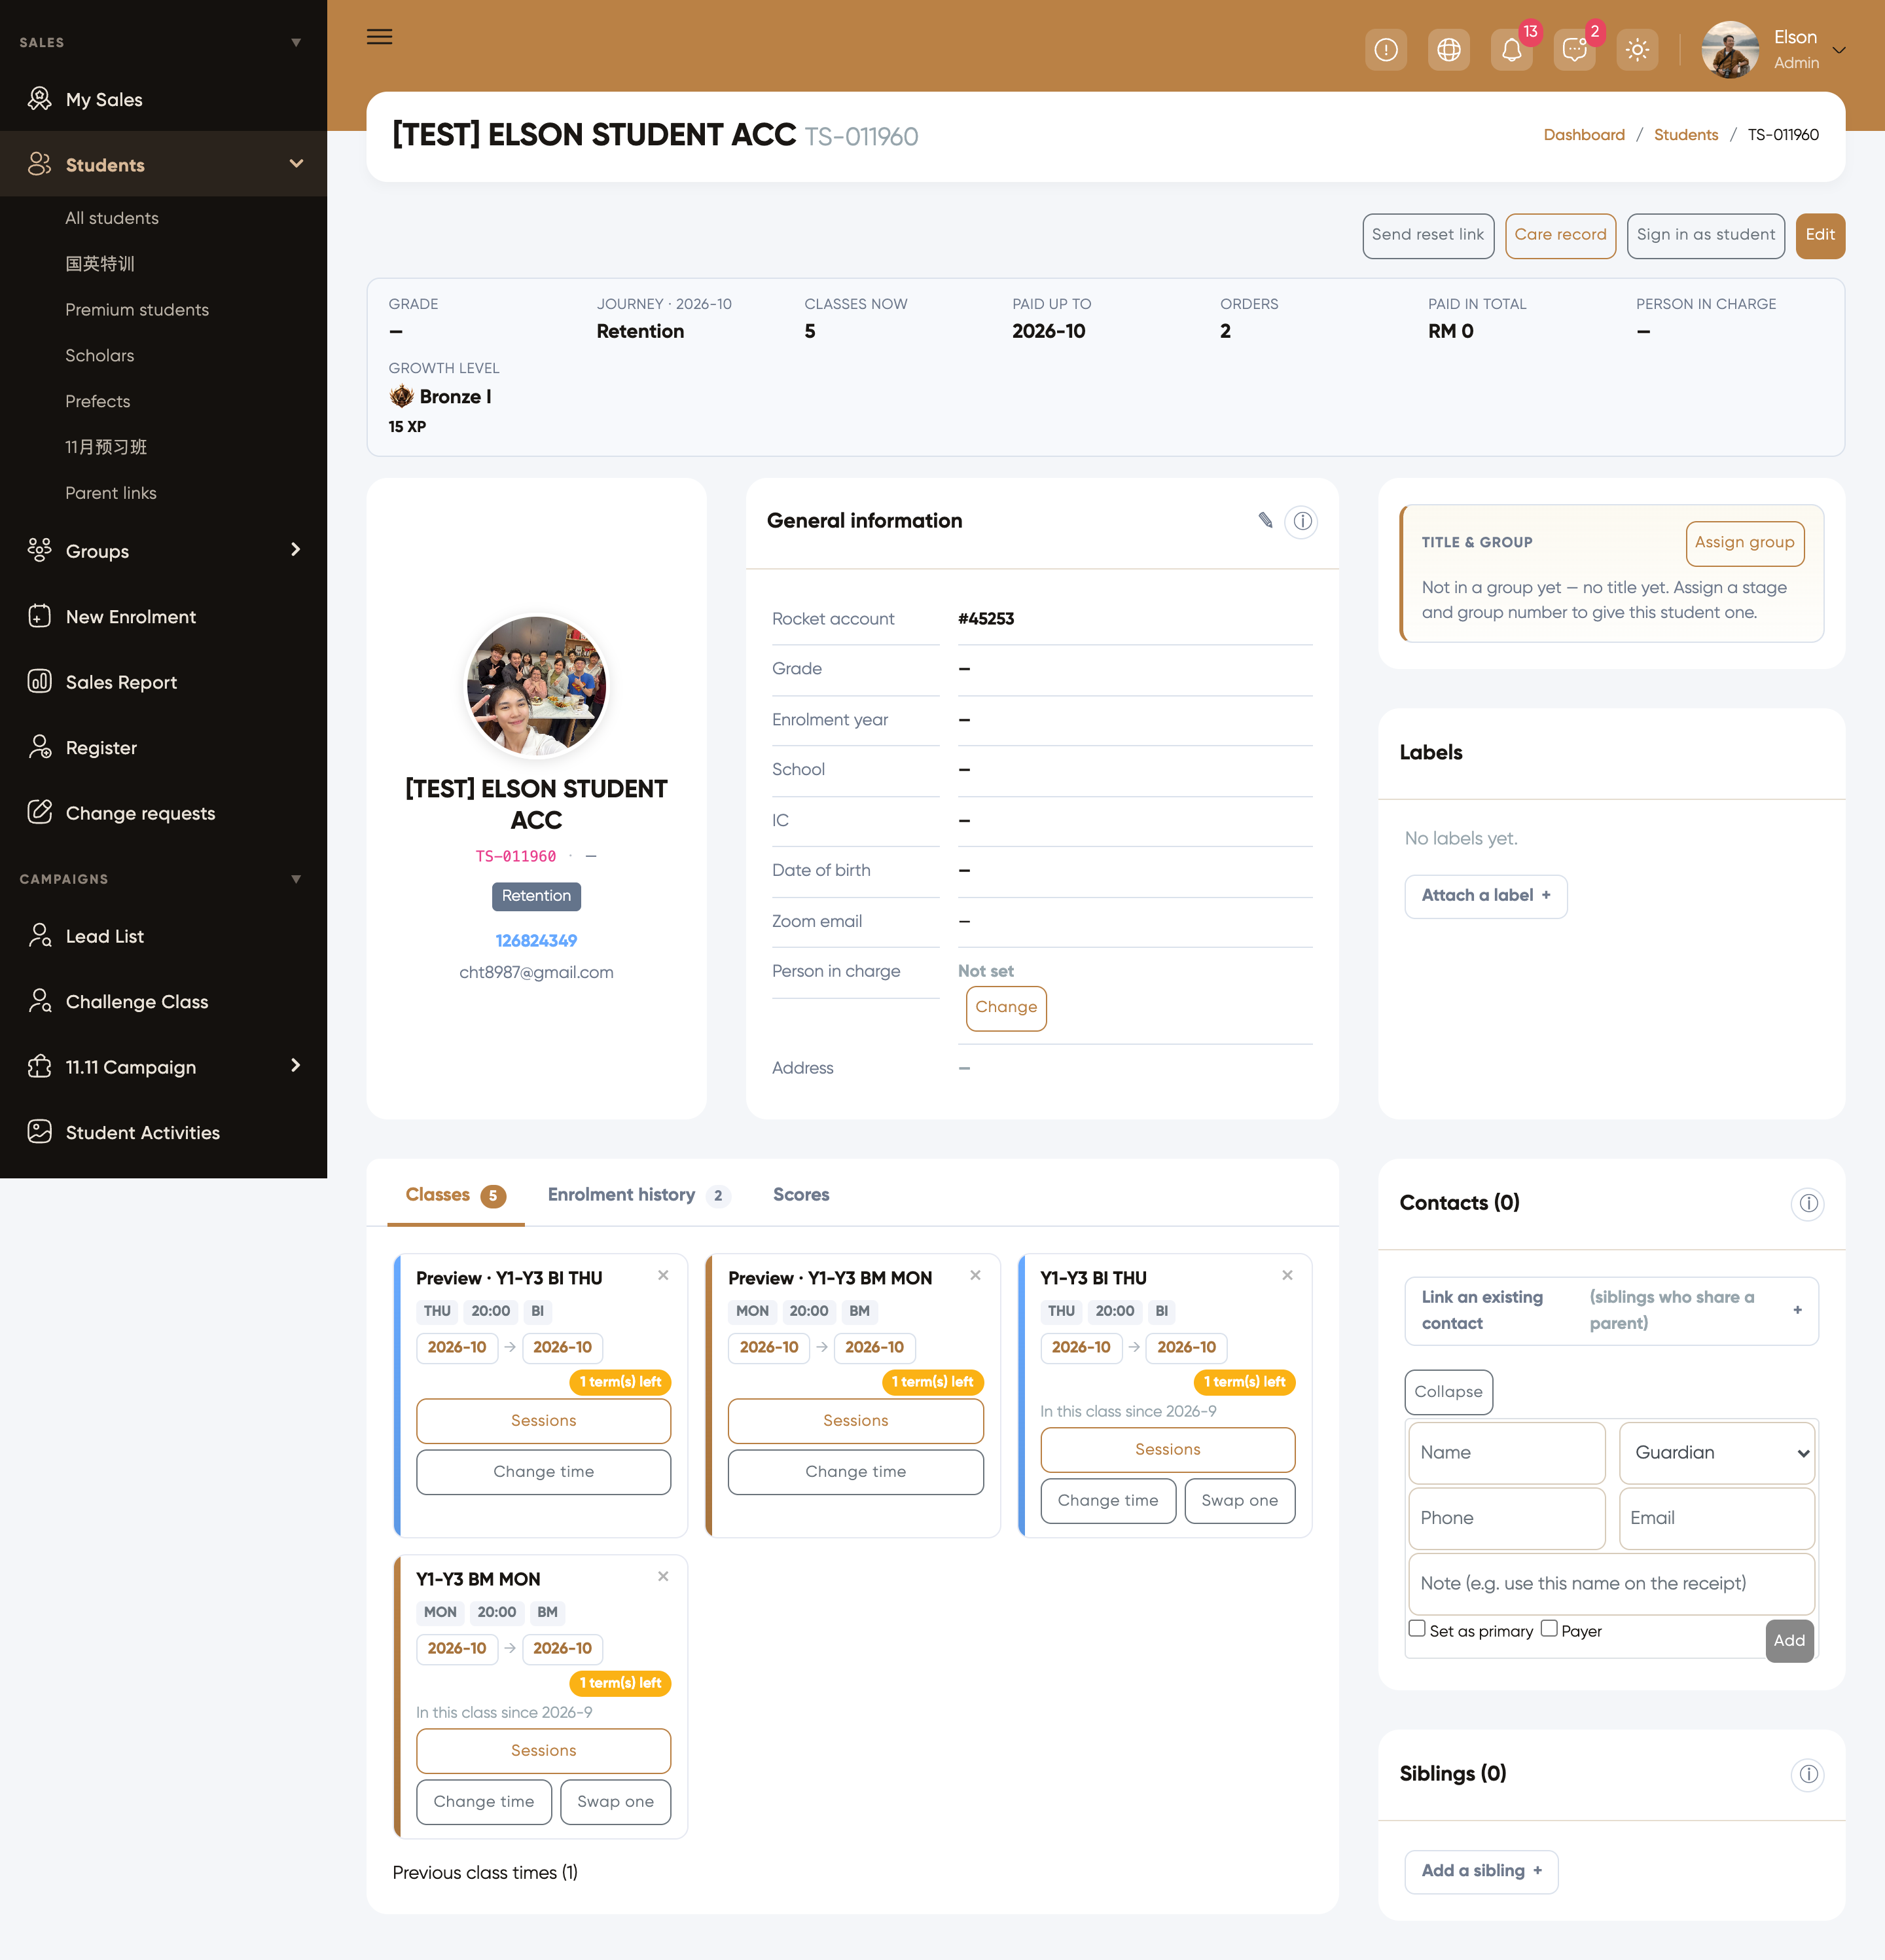 SALES
My Sales
Students
All students
国英特训
Premium students
Scholars
Prefects
11月预习班
Parent links
Groups
New Enrolment
Sales Report
Register
Change requests
CAMPAIGNS
Lead List
Challenge Class
11.11 Campaign
Student Activities
13
2
Elson
Admin
[TEST] ELSON STUDENT ACC TS-011960
Dashboard / Students / TS-011960
Send reset link
Care record
Sign in as student
Edit
GRADE
—
JOURNEY · 2026-10
Retention
CLASSES NOW
5
PAID UP TO
2026-10
ORDERS
2
PAID IN TOTAL
RM 0
PERSON IN CHARGE
—
GROWTH LEVEL
Bronze I
15 XP
[TEST] ELSON STUDENT
ACC
TS-011960 · —
Retention
126824349
cht8987@gmail.com
General information
Rocket account #45253
Grade —
Enrolment year —
School —
IC —
Date of birth —
Zoom email —
Person in charge Not set
Change
Address —
TITLE & GROUP
Assign group
Not in a group yet — no title yet. Assign a stage
and group number to give this student one.
Labels
No labels yet.
Attach a label +
Classes 5
Enrolment history 2
Scores
Preview · Y1-Y3 BI THU ×
THU 20:00 BI
2026-10 → 2026-10
1 term(s) left
Sessions
Change time
Preview · Y1-Y3 BM MON ×
MON 20:00 BM
2026-10 → 2026-10
1 term(s) left
Sessions
Change time
Y1-Y3 BI THU ×
THU 20:00 BI
2026-10 → 2026-10
1 term(s) left
In this class since 2026-9
Sessions
Change time
Swap one
Y1-Y3 BM MON ×
MON 20:00 BM
2026-10 → 2026-10
1 term(s) left
In this class since 2026-9
Sessions
Change time
Swap one
Previous class times (1)
Contacts (0)
Link an existing
contact
(siblings who share a
parent)
+
Collapse
Name
Guardian
Phone
Email
Note (e.g. use this name on the receipt)
Set as primary
Payer
Add
Siblings (0)
Add a sibling +